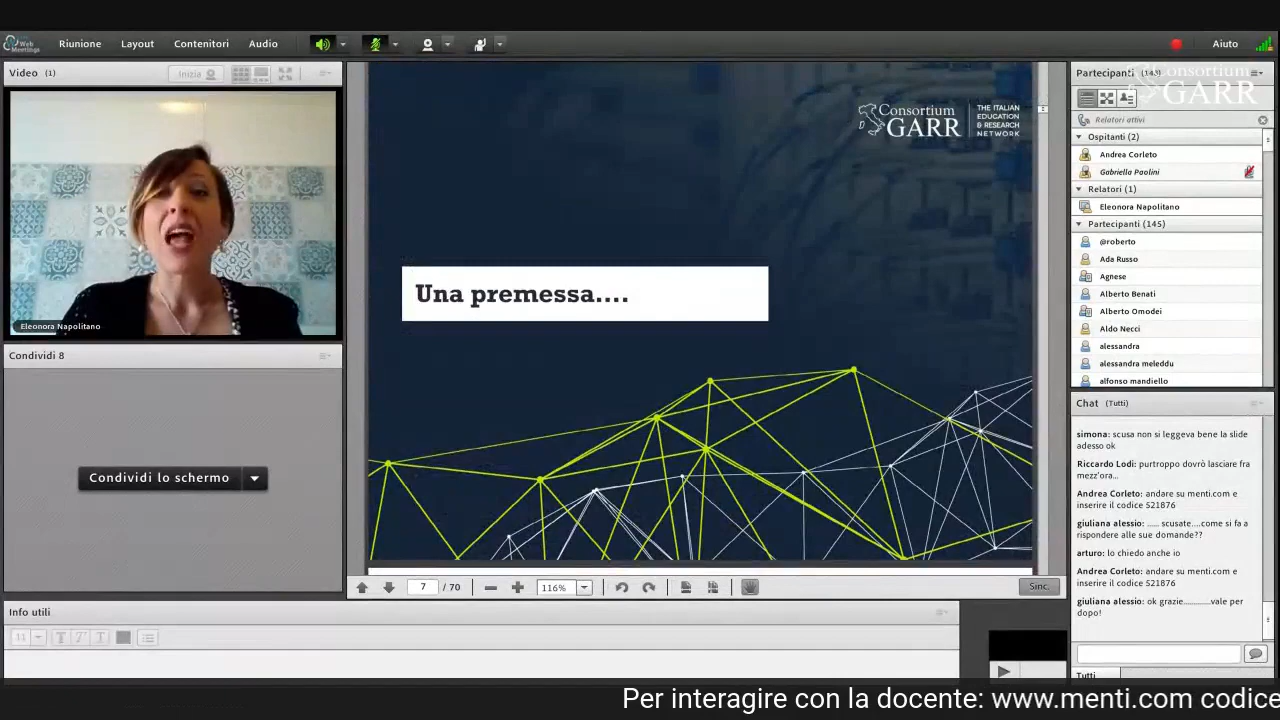 Web
Meetings
Riunione Layout Contenitori Audio Aiuto
Video (1)
Inizia
Eleonora Napolitano
Condividi 8
Condividi lo schermo
Consortium
GARR
THE ITALIAN
EDUCATION
& RESEARCH
NETWORK
Una premessa....
7 / 70 116% Sinc.
Partecipanti (148)
Consortium
GARR
Relatori attivi
Ospitanti (2)
Andrea Corleto
Gabriella Paolini
Relatori (1)
Eleonora Napolitano
Partecipanti (145)
@roberto
Ada Russo
Agnese
Alberto Benati
Alberto Omodei
Aldo Necci
alessandra
alessandra meleddu
alfonso mandiello
Chat (Tutti)
simona: scusa non si leggeva bene la slide
adesso ok
Riccardo Lodi: purtroppo dovrò lasciare fra
mezz'ora...
Andrea Corleto: andare su menti.com e
inserire il codice 521876
giuliana alessio: ...... scusate....come si fa a
rispondere alle sue domande??
arturo: lo chiedo anche io
Andrea Corleto: andare su menti.com e
inserire il codice 521876
giuliana alessio: ok grazie.............vale per
dopo!
Tutti
Info utili
11
Per interagire con la docente: www.menti.com codice